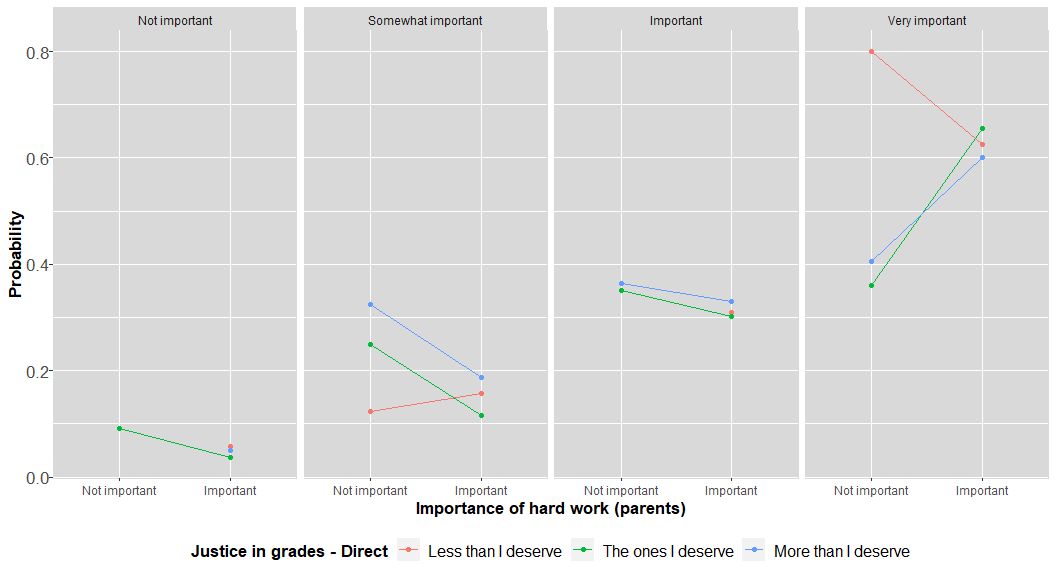 Not important
Somewhat important
Important
Very important
Probability
0.8
0.6
0.4
0.2
0.0
Not important Important
Not important Important
Not important Important
Not important Important
Importance of hard work (parents)
Justice in grades - Direct Less than I deserve The ones I deserve More than I deserve